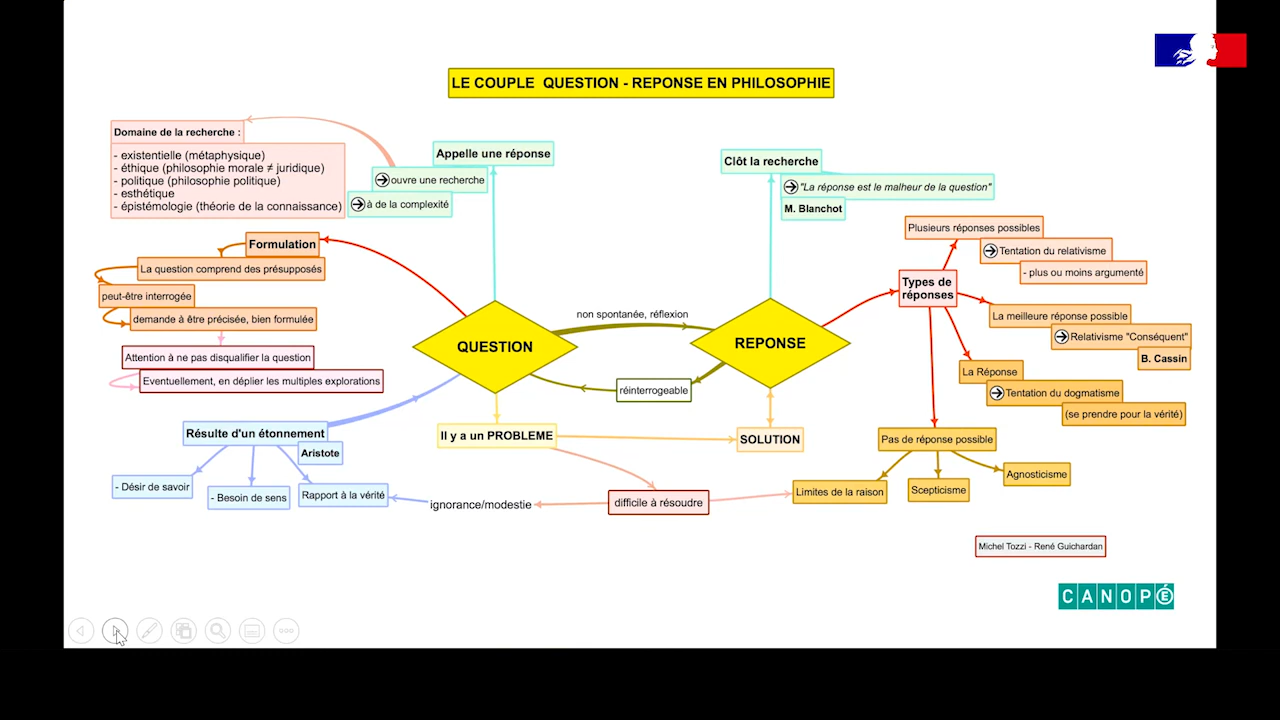 LE COUPLE QUESTION - REPONSE EN PHILOSOPHIE
Domaine de la recherche :
- existentielle (métaphysique)
- éthique (philosophie morale ≠ juridique)
- politique (philosophie politique)
- esthétique
- épistémologie (théorie de la connaissance)
Appelle une réponse
ouvre une recherche
à de la complexité
Clôt la recherche
"La réponse est le malheur de la question"
M. Blanchot
Formulation
La question comprend des présupposés
peut-être interrogée
demande à être précisée, bien formulée
Attention à ne pas disqualifier la question
Eventuellement, en déplier les multiples explorations
QUESTION
non spontanée, réflexion
REPONSE
réinterrogeable
Types de
réponses
Plusieurs réponses possibles
Tentation du relativisme
- plus ou moins argumenté
La meilleure réponse possible
Relativisme "Conséquent"
B. Cassin
La Réponse
Tentation du dogmatisme
(se prendre pour la vérité)
Pas de réponse possible
Limites de la raison
Scepticisme
Agnosticisme
Résulte d'un étonnement
Aristote
- Désir de savoir
- Besoin de sens
Rapport à la vérité
Il y a un PROBLEME
SOLUTION
ignorance/modestie
difficile à résoudre
Michel Tozzi - René Guichardan
CANOPÉ